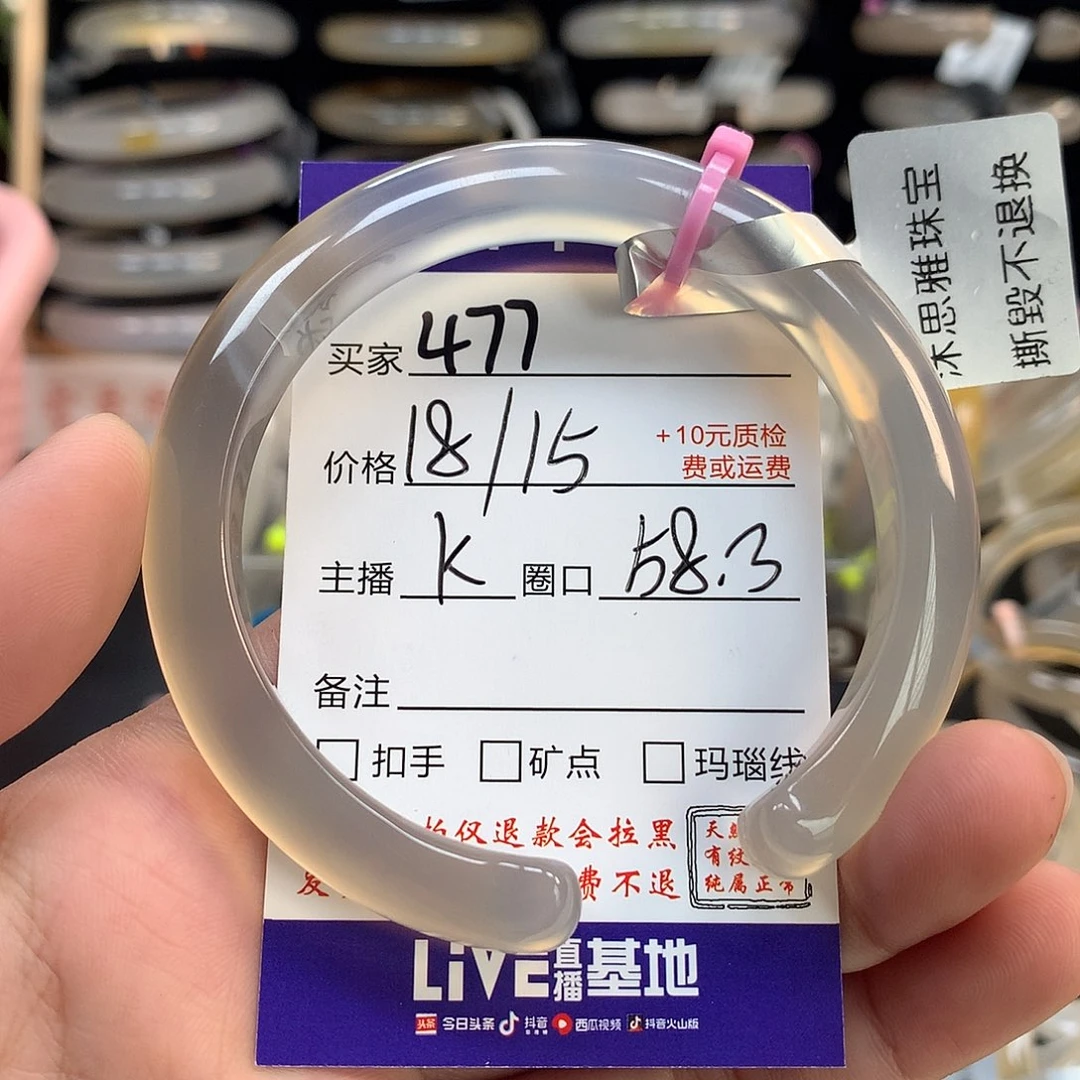 买家 477
价格 18/15 +10元质检
费或运费
主播 K 圈口 58.3
备注
扣手 矿点 玛瑙线
仅退款会拉黑
费不退
天
有纹
纯属正常
LiVE直播基地
头条 今日头条 抖音 西瓜视频 抖音火山版
沐思雅珠宝
撕毁不退换